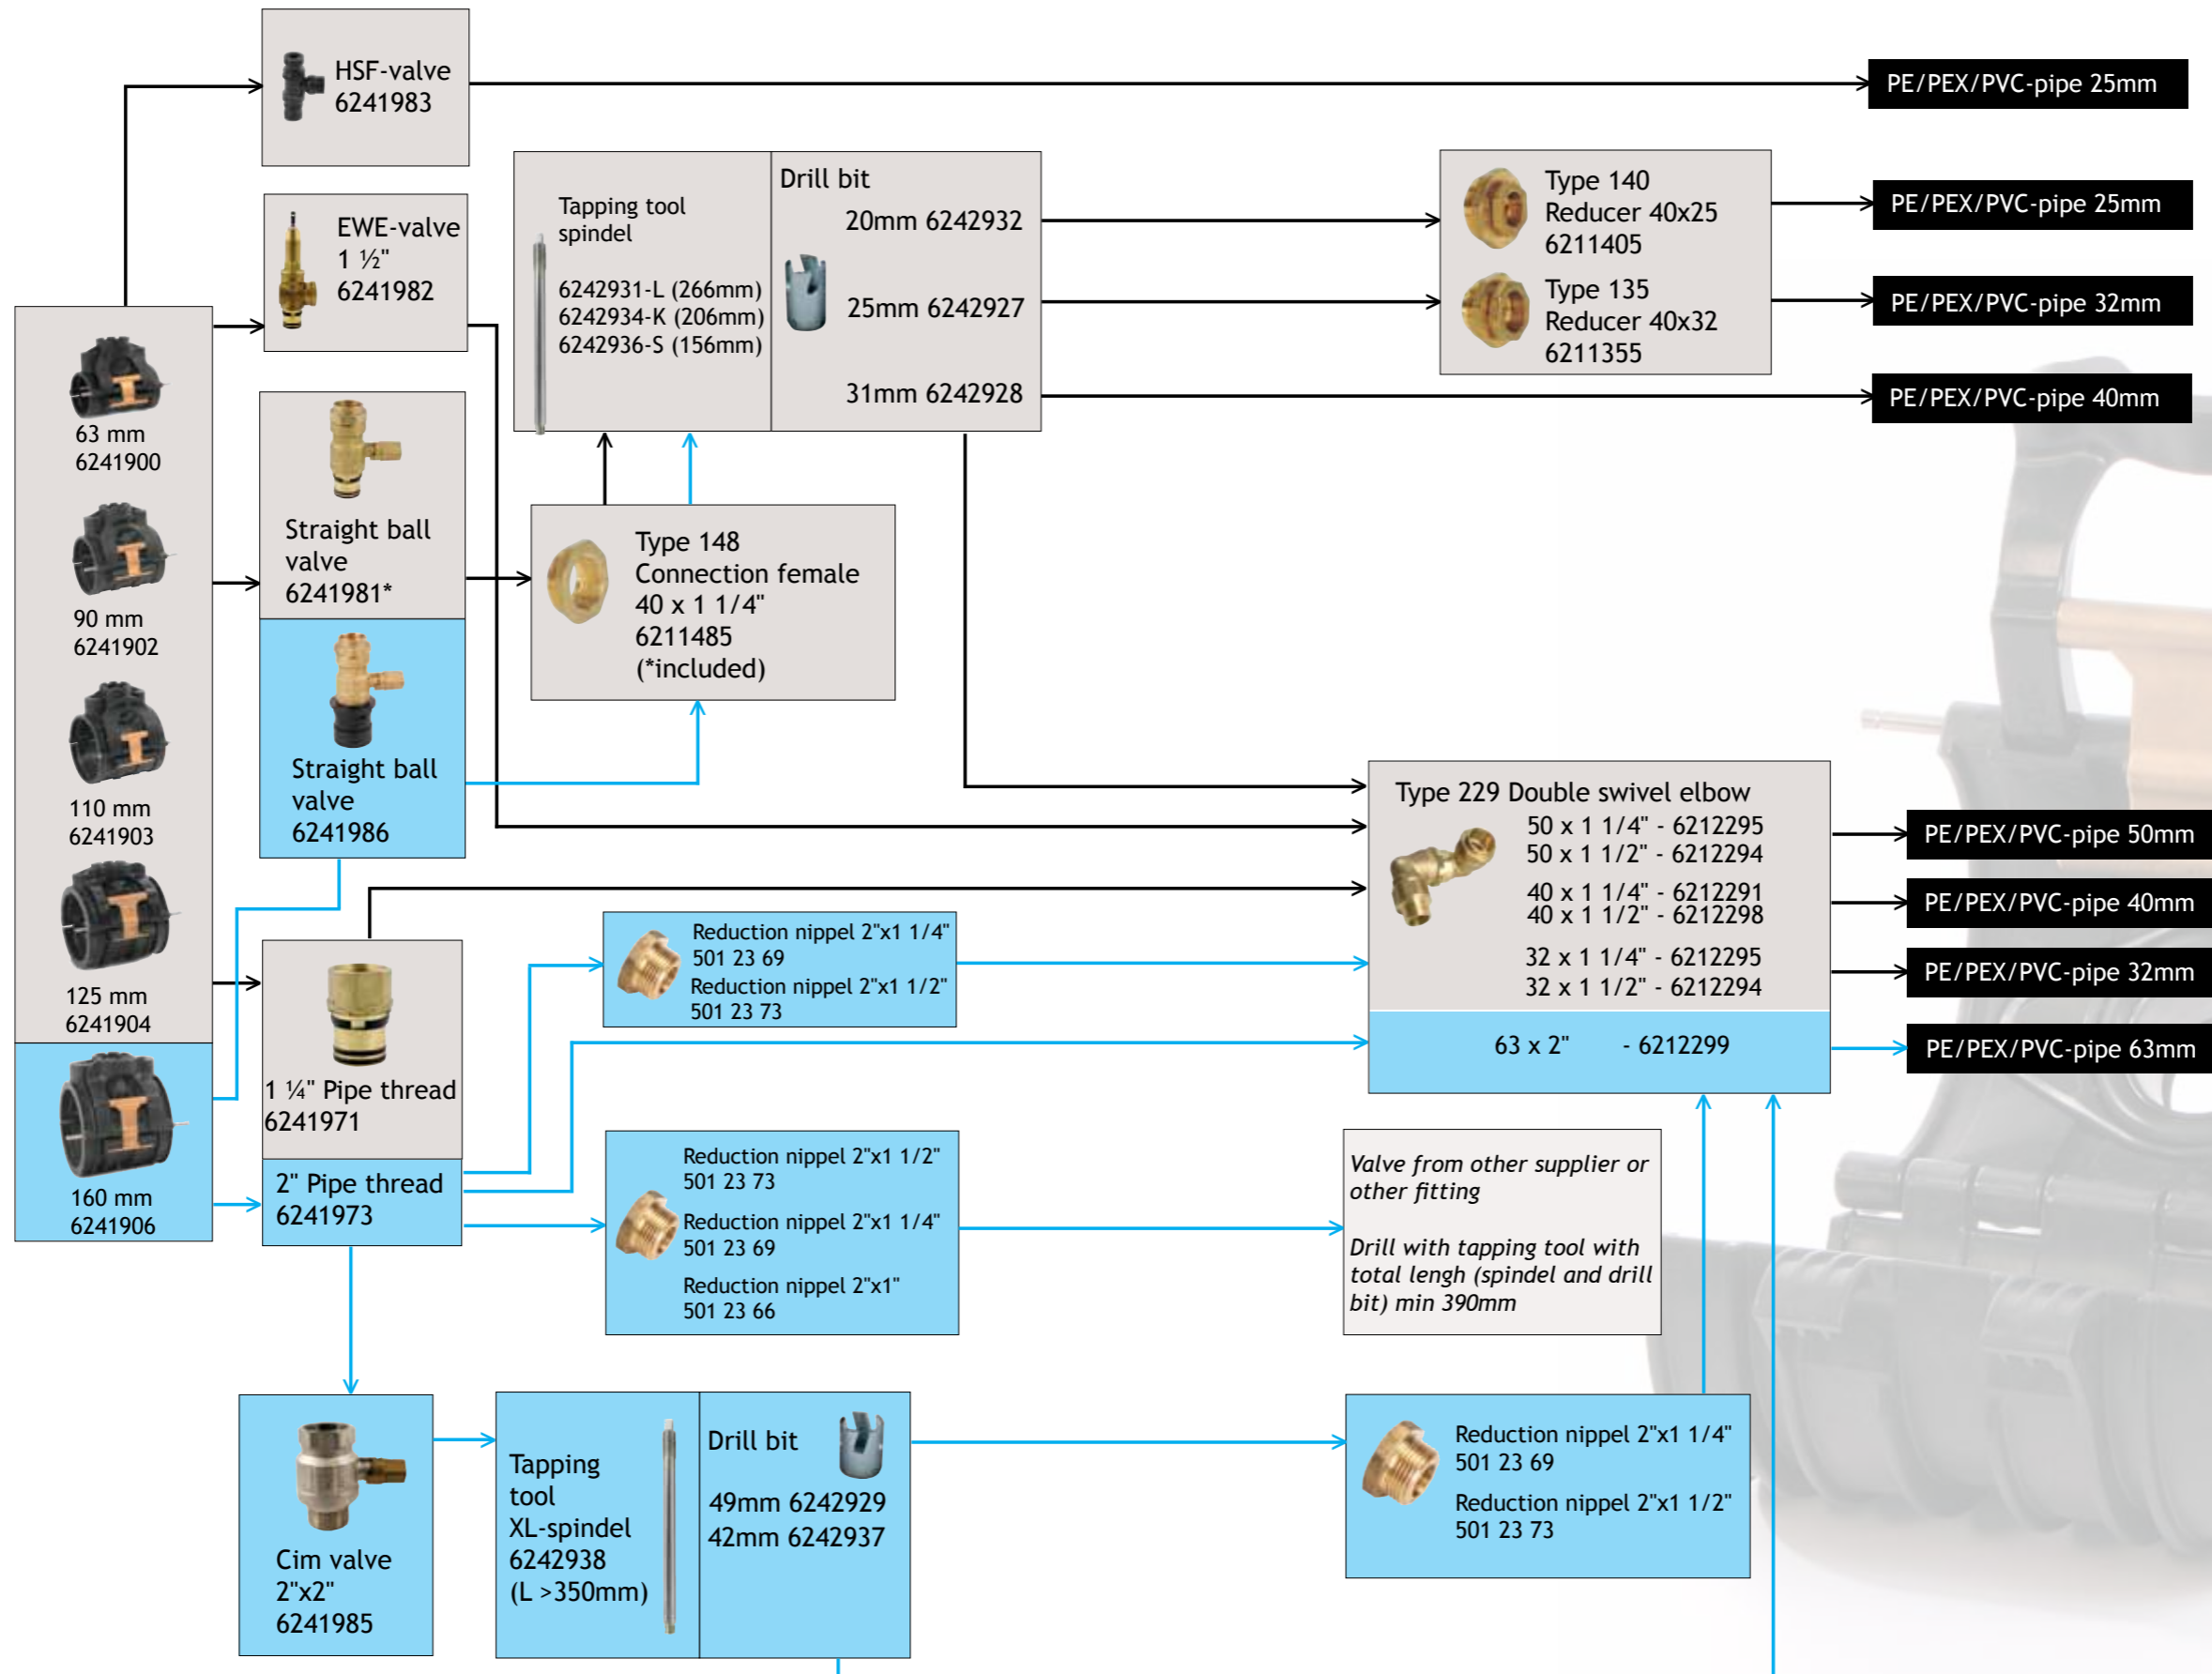 HSF-valve
6241983
PE/PEX/PVC-pipe 25mm
EWE-valve
1 ½"
6241982
Tapping tool
spindel
6242931-L (266mm)
6242934-K (206mm)
6242936-S (156mm)
Drill bit
20mm 6242932
25mm 6242927
31mm 6242928
Type 140
Reducer 40x25
6211405
Type 135
Reducer 40x32
6211355
PE/PEX/PVC-pipe 25mm
PE/PEX/PVC-pipe 32mm
PE/PEX/PVC-pipe 40mm
63 mm
6241900
90 mm
6241902
110 mm
6241903
125 mm
6241904
160 mm
6241906
Straight ball
valve
6241981*
Straight ball
valve
6241986
Type 148
Connection female
40 x 1 1/4"
6211485
(*included)
Type 229 Double swivel elbow
50 x 1 1/4" - 6212295
50 x 1 1/2" - 6212294
40 x 1 1/4" - 6212291
40 x 1 1/2" - 6212298
32 x 1 1/4" - 6212295
32 x 1 1/2" - 6212294
63 x 2" - 6212299
PE/PEX/PVC-pipe 50mm
PE/PEX/PVC-pipe 40mm
PE/PEX/PVC-pipe 32mm
PE/PEX/PVC-pipe 63mm
1 ¼" Pipe thread
6241971
2" Pipe thread
6241973
Reduction nippel 2"x1 1/4"
501 23 69
Reduction nippel 2"x1 1/2"
501 23 73
Reduction nippel 2"x1 1/2"
501 23 73
Reduction nippel 2"x1 1/4"
501 23 69
Reduction nippel 2"x1"
501 23 66
Valve from other supplier or
other fitting
Drill with tapping tool with
total lengh (spindel and drill
bit) min 390mm
Cim valve
2"x2"
6241985
Tapping
tool
XL-spindel
6242938
(L >350mm)
Drill bit
49mm 6242929
42mm 6242937
Reduction nippel 2"x1 1/4"
501 23 69
Reduction nippel 2"x1 1/2"
501 23 73